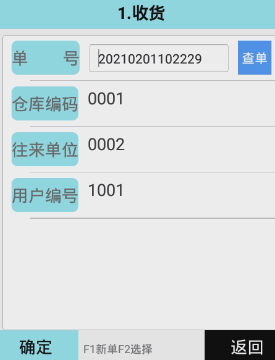 1.收货
单 号 20210201102229 查单
仓库编码 0001
往来单位 0002
用户编号 1001
确定 F1新单F2选择 返回